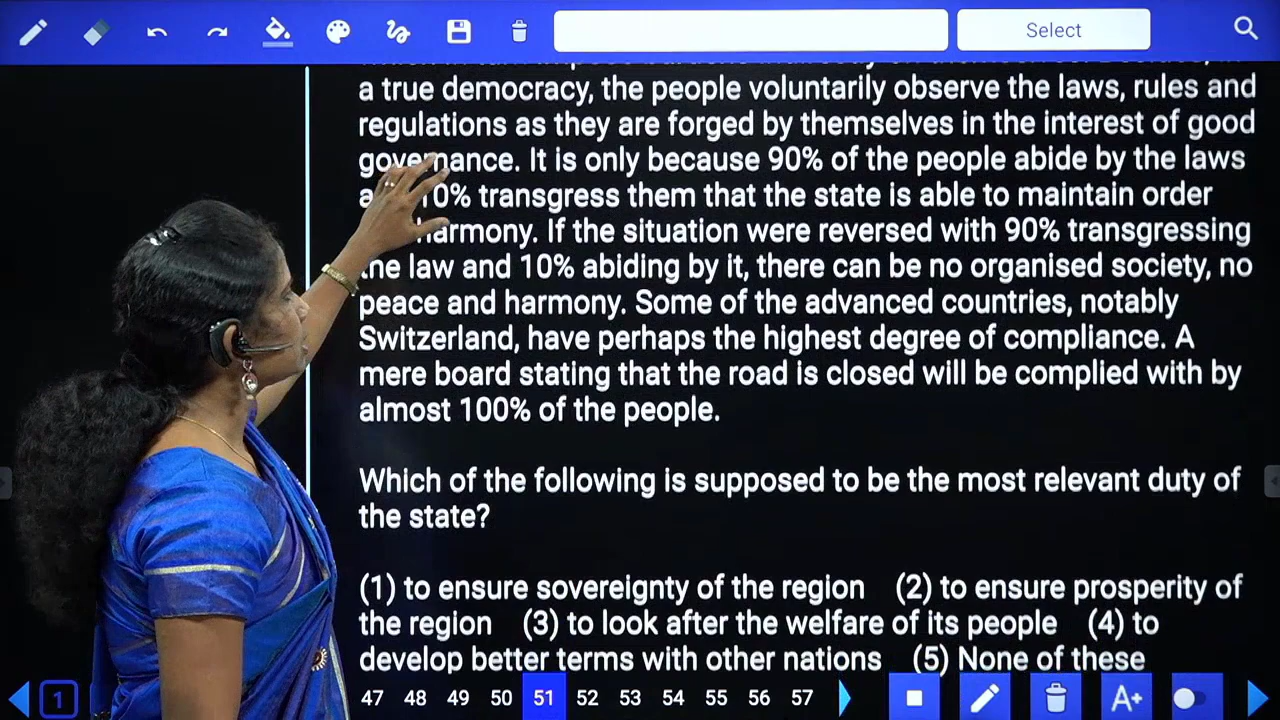 Select
a true democracy, the people voluntarily observe the laws, rules and
regulations as they are forged by themselves in the interest of good
governance. It is only because 90% of the people abide by the laws
10% transgress them that the state is able to maintain order
harmony. If the situation were reversed with 90% transgressing
the law and 10% abiding by it, there can be no organised society, no
peace and harmony. Some of the advanced countries, notably
Switzerland, have perhaps the highest degree of compliance. A
mere board stating that the road is closed will be complied with by
almost 100% of the people.
Which of the following is supposed to be the most relevant duty of
the state?
(1) to ensure sovereignty of the region (2) to ensure prosperity of
the region (3) to look after the welfare of its people (4) to
develop better terms with other nations (5) None of these
1 47 48 49 50 51 52 53 54 55 56 57 A+